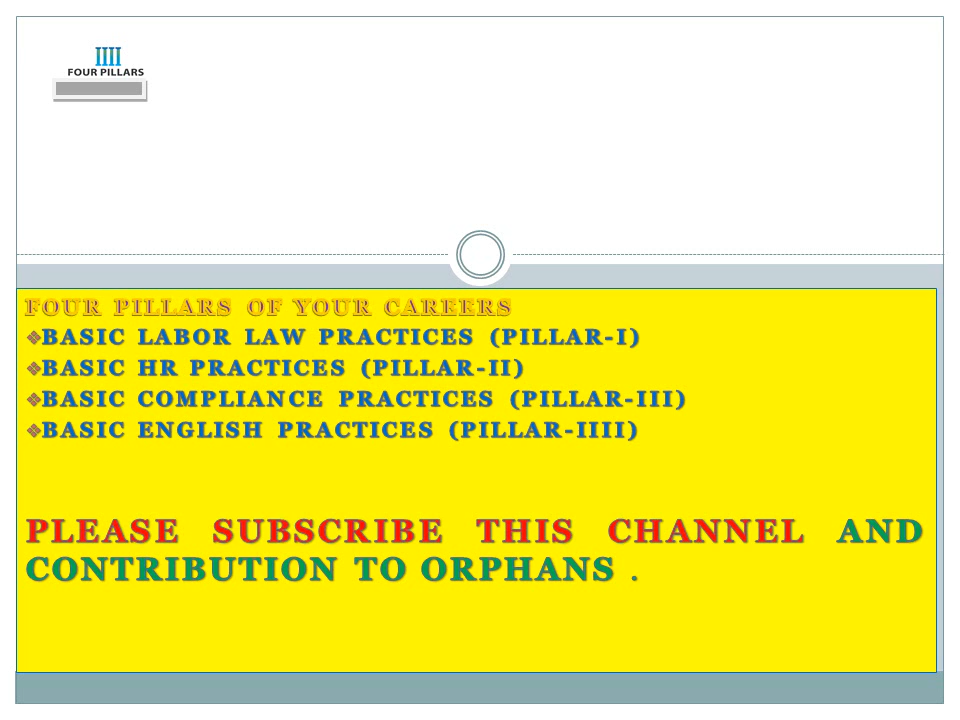 IIII
FOUR PILLARS
FOUR PILLARS OF YOUR CAREERS
❖BASIC LABOR LAW PRACTICES (PILLAR-I)
❖BASIC HR PRACTICES (PILLAR-II)
❖BASIC COMPLIANCE PRACTICES (PILLAR-III)
❖BASIC ENGLISH PRACTICES (PILLAR-IIII)
PLEASE SUBSCRIBE THIS CHANNEL AND
CONTRIBUTION TO ORPHANS .